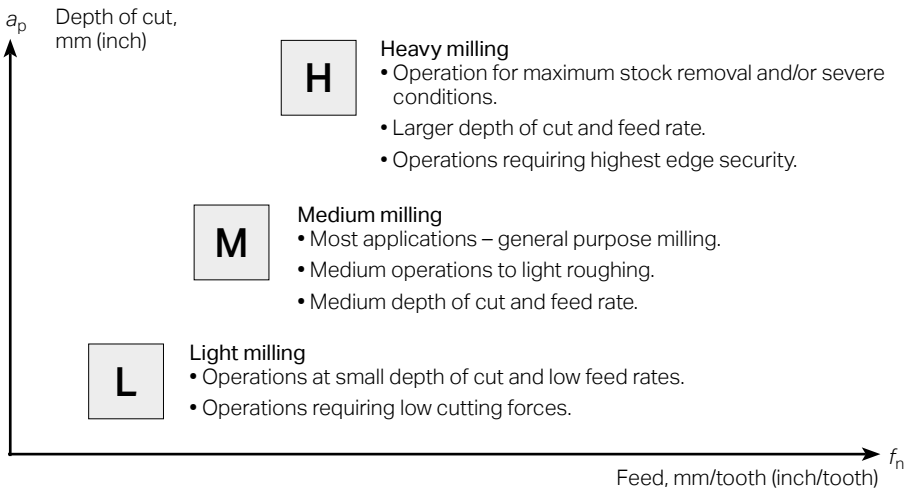 ap
Depth of cut,
mm (inch)
H
Heavy milling
• Operation for maximum stock removal and/or severe
conditions.
• Larger depth of cut and feed rate.
• Operations requiring highest edge security.
M
Medium milling
• Most applications – general purpose milling.
• Medium operations to light roughing.
• Medium depth of cut and feed rate.
L
Light milling
• Operations at small depth of cut and low feed rates.
• Operations requiring low cutting forces.
fn
Feed, mm/tooth (inch/tooth)